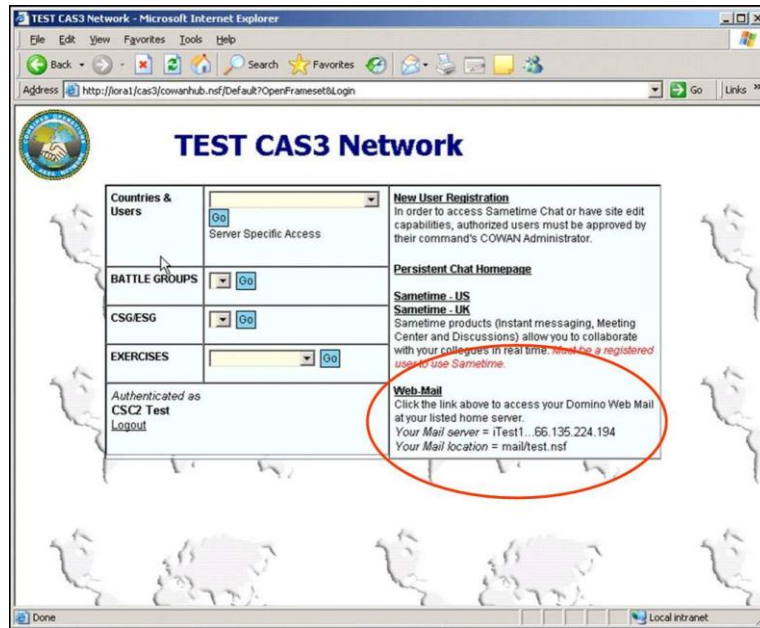 TEST CAS3 Network - Microsoft Internet Explorer
File Edit View Favorites Tools Help
Back Search Favorites
Address http://iora1/cas3/cowanhub.nsf/Default?OpenFrameset&Login Go Links »
TEST CAS3 Network
Countries &
Users
Go
Server Specific Access
BATTLE GROUPS Go
CSG/ESG Go
EXERCISES Go
Authenticated as
CSC2 Test
Logout
New User Registration
In order to access Sametime Chat or have site edit
capabilities, authorized users must be approved by
their command's COWAN Administrator.
Persistent Chat Homepage
Sametime - US
Sametime - UK
Sametime products (Instant messaging, Meeting
Center and Discussions) allow you to collaborate
with your collegues in real time. Must be a registered
user to use Sametime.
Web-Mail
Click the link above to access your Domino Web Mail
at your listed home server.
Your Mail server = iTest1...66.135.224.194
Your Mail location = mail/test.nsf
Done Local intranet